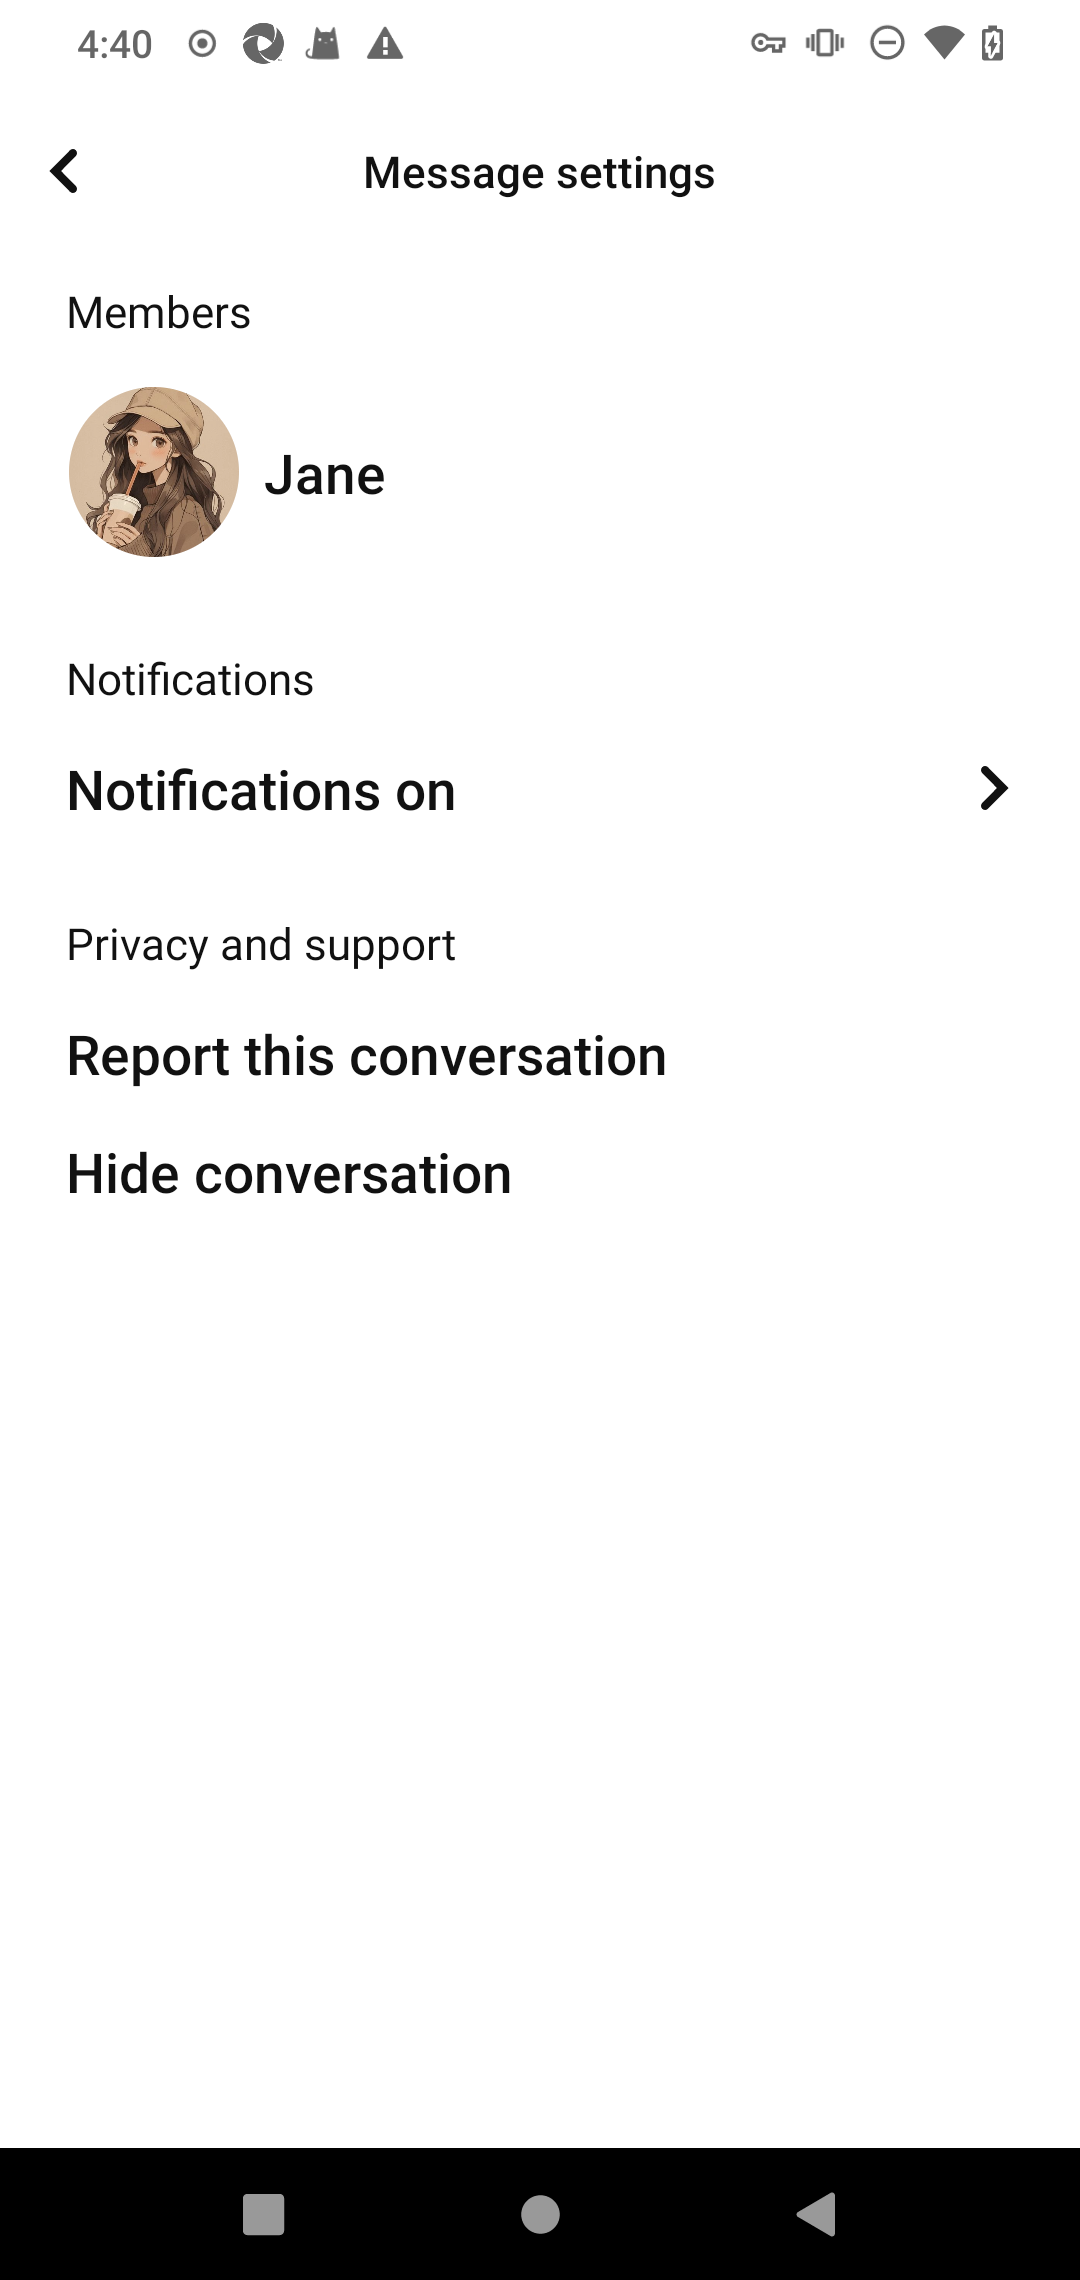 4:40
Message settings
Members
Jane
Notifications
Notifications on
Privacy and support
Report this conversation
Hide conversation